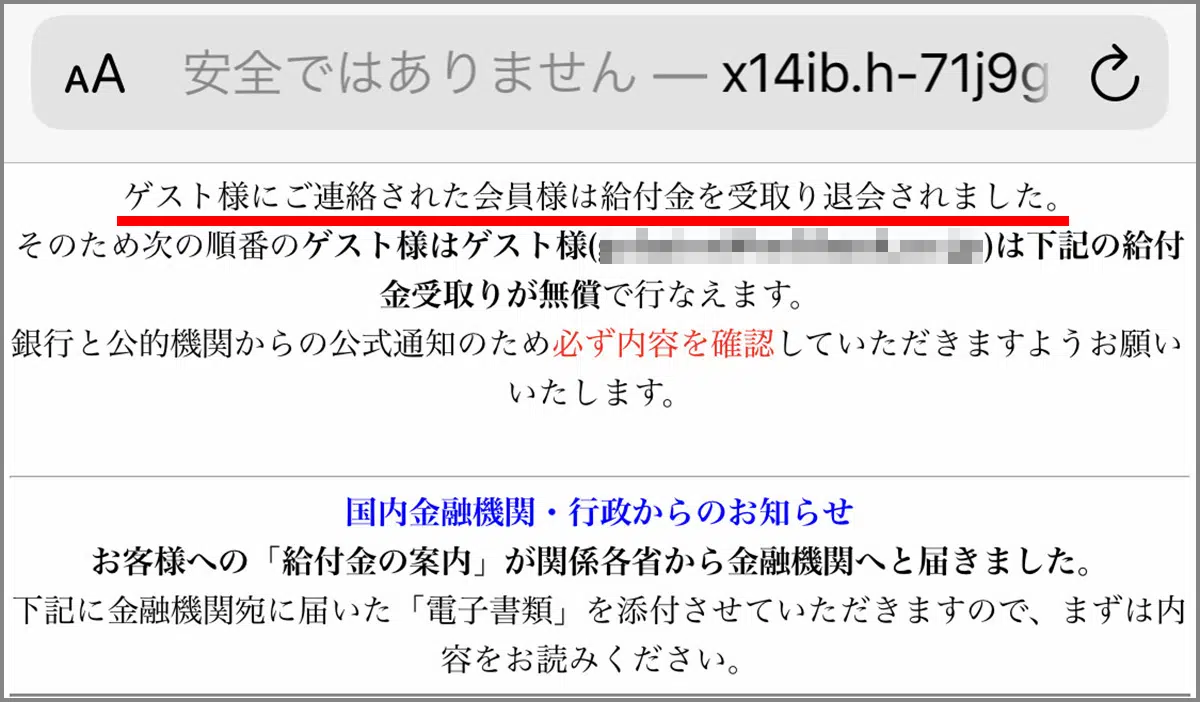 AA 安全ではありません — x14ib.h-71j9g
ゲスト様にご連絡された会員様は給付金を受取り退会されました。
そのため次の順番のゲスト様はゲスト様( )は下記の給付
金受取りが無償で行なえます。
銀行と公的機関からの公式通知のため必ず内容を確認していただきますようお願い
いたします。
国内金融機関・行政からのお知らせ
お客様への「給付金の案内」が関係各省から金融機関へと届きました。
下記に金融機関宛に届いた「電子書類」を添付させていただきますので、まずは内
容をお読みください。